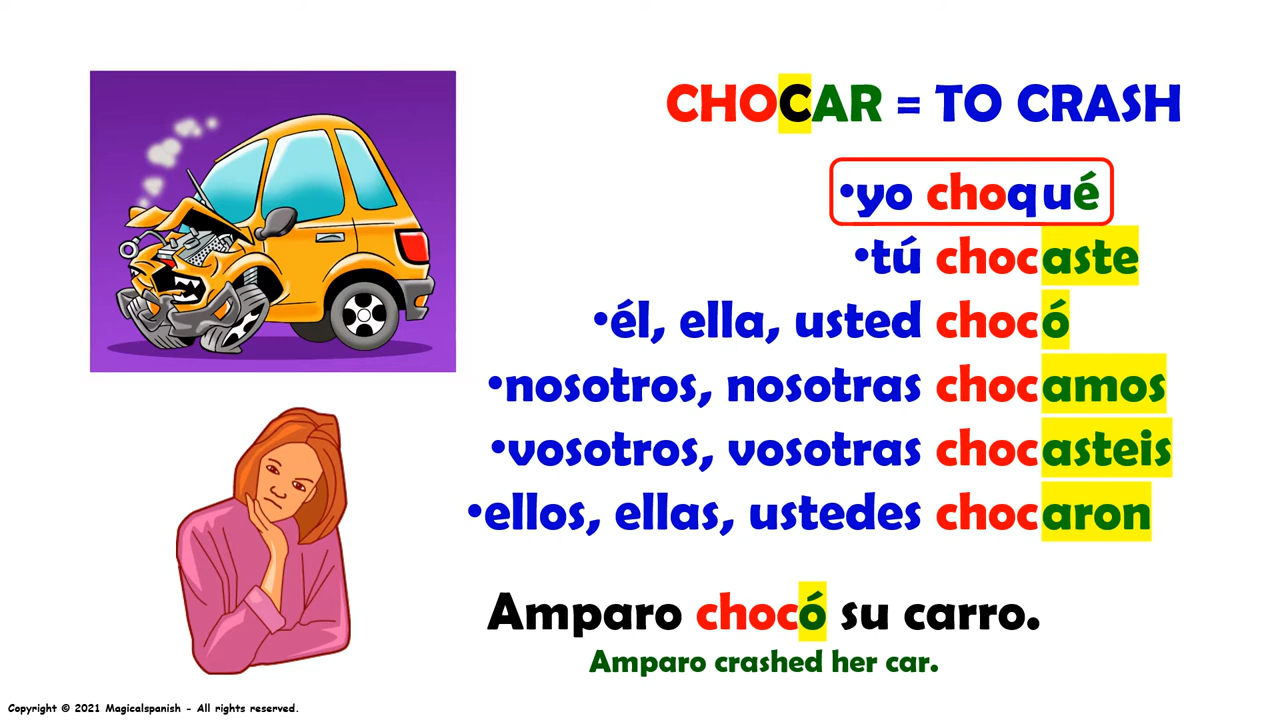 CHOCAR = TO CRASH
•yo choqué
•tú chocaste
•él, ella, usted chocó
•nosotros, nosotras chocamos
•vosotros, vosotras chocasteis
•ellos, ellas, ustedes chocaron
Amparo chocó su carro.
Amparo crashed her car.
Copyright © 2021 Magicalspanish - All rights reserved.